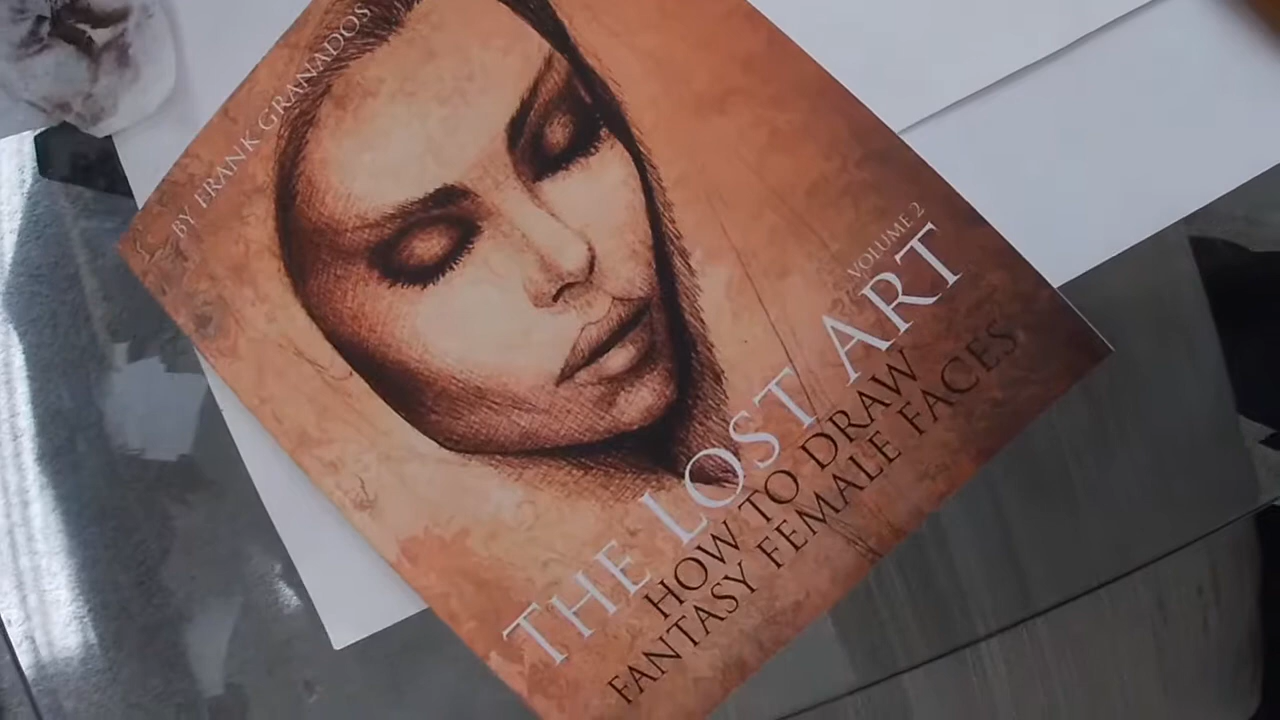 BY FRANK GRANADOS
VOLUME 2
THE LOST ART
HOW TO DRAW
FANTASY FEMALE FACES